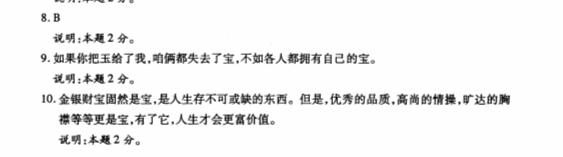 8. B
说明:本题2分。
9. 如果你把玉给了我,咱俩都失去了宝,不如各人都拥有自己的宝。
说明:本题2分。
10. 金银财宝固然是宝,是人生存不可或缺的东西。但是,优秀的品质,高尚的情操,旷达的胸
襟等等更是宝,有了它,人生才会更富价值。
说明:本题2分。